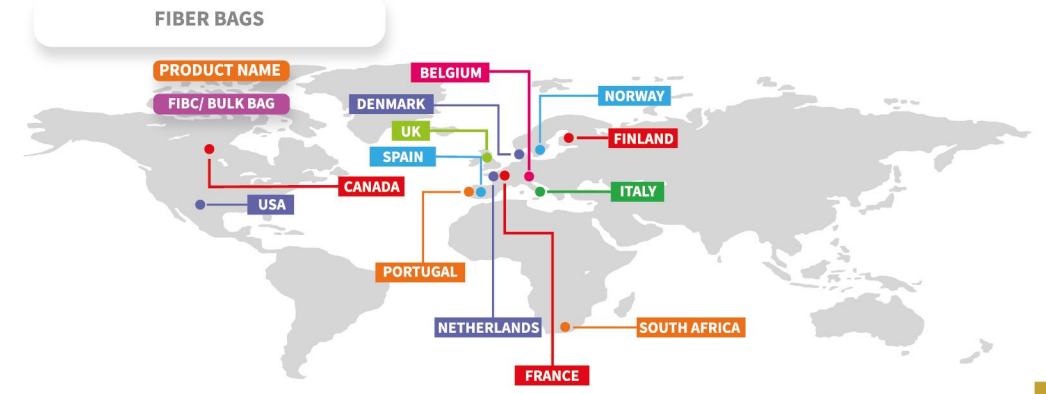 FIBER BAGS
PRODUCT NAME
FIBC/ BULK BAG
BELGIUM
DENMARK
NORWAY
UK
FINLAND
SPAIN
CANADA
ITALY
USA
PORTUGAL
NETHERLANDS
SOUTH AFRICA
FRANCE